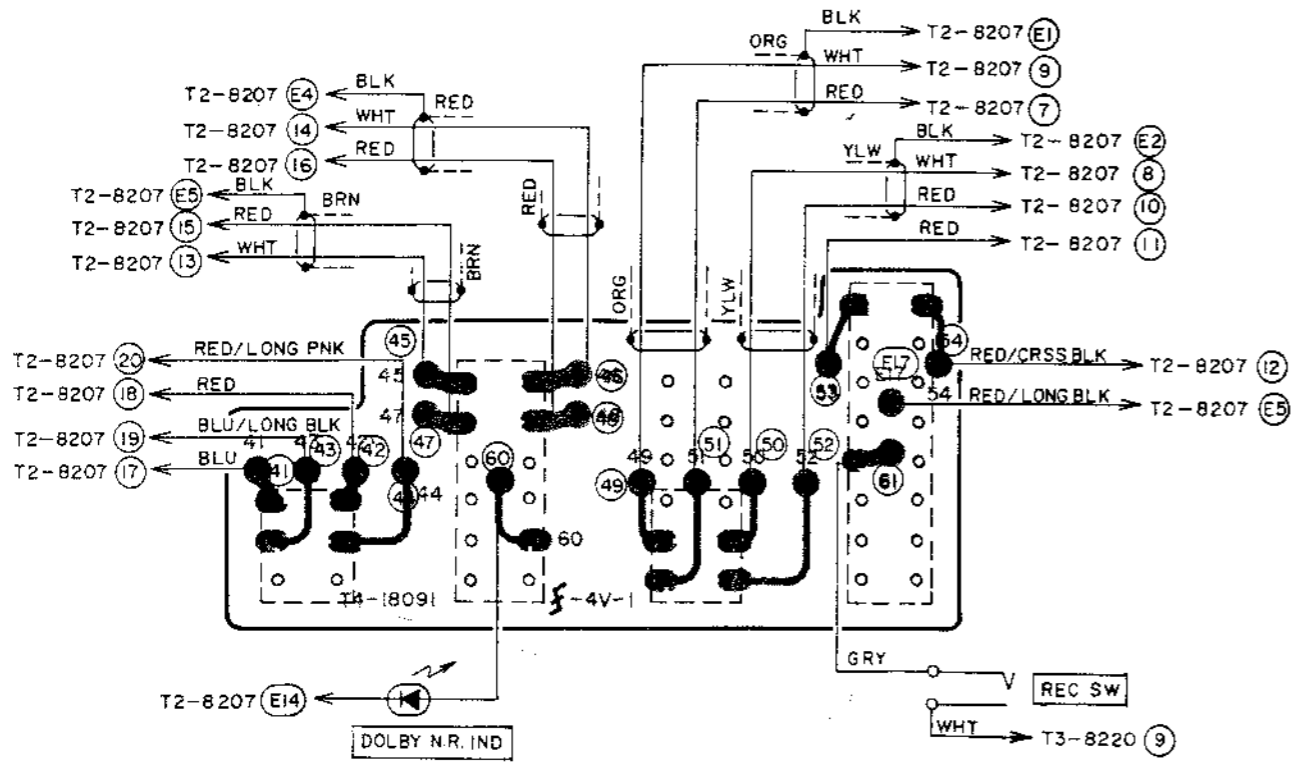 BLK
T2-8207 E1
ORG
WHT
T2-8207 9
RED
T2-8207 7
T2-8207 E4
BLK
RED
T2-8207 14
WHT
T2-8207 16
RED
BLK
T2-8207 E2
YLW
WHT
T2-8207 8
RED
T2-8207 10
RED
T2-8207 11
T2-8207 E5
BLK
BRN
T2-8207 15
RED
T2-8207 13
WHT
RED
BRN
ORG
YLW
T2-8207 20
RED/LONG PNK
45
T2-8207 18
RED
T2-8207 19
BLU/LONG BLK
T2-8207 17
BLU
45
46
47
48
54
E17
53
54
RED/CRSS BLK
T2-8207 12
RED/LONG BLK
T2-8207 E5
41
43
42
47
41
43
42
44
60
60
49
51
51
50
50
52
52
49
61
T4-18091
-4V-1
T2-8207 E14
DOLBY N.R. IND
GRY
REC SW
WHT
T3-8220 9